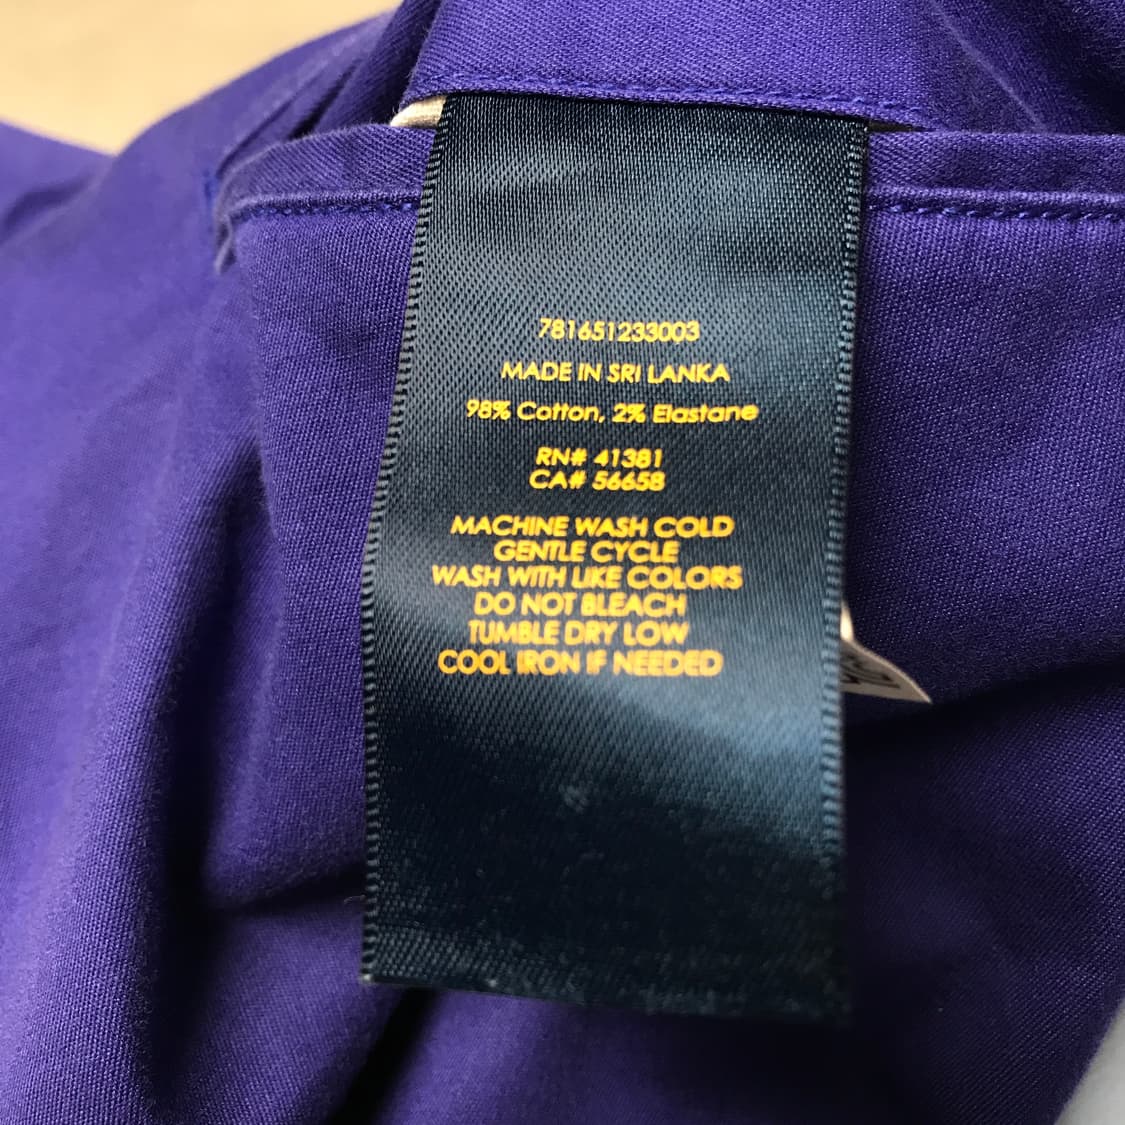 781651233003
MADE IN SRI LANKA
98% Cotton, 2% Elastane
RN# 41381
CA# 56658
MACHINE WASH COLD
GENTLE CYCLE
WASH WITH LIKE COLORS
DO NOT BLEACH
TUMBLE DRY LOW
COOL IRON IF NEEDED